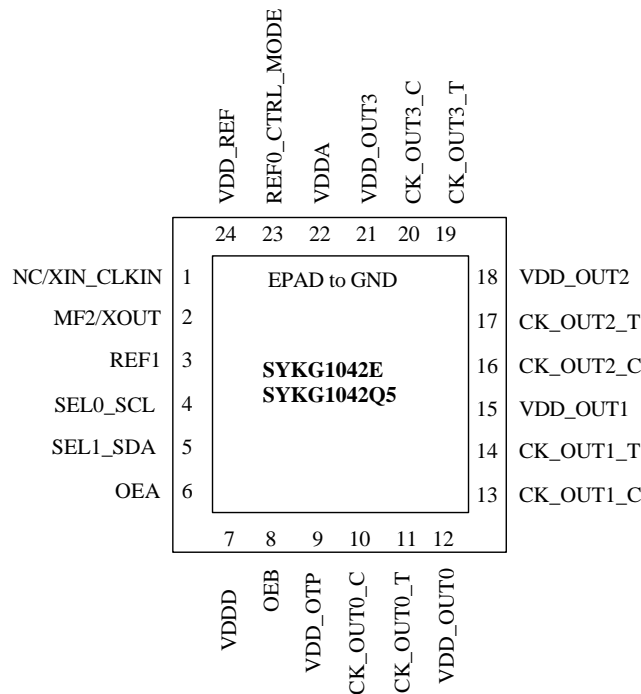 VDD_REF
REF0_CTRL_MODE
VDDA
VDD_OUT3
CK_OUT3_C
CK_OUT3_T
24 23 22 21 20 19
NC/XIN_CLKIN 1
MF2/XOUT 2
REF1 3
SEL0_SCL 4
SEL1_SDA 5
OEA 6
EPAD to GND
SYKG1042E
SYKG1042Q5
18 VDD_OUT2
17 CK_OUT2_T
16 CK_OUT2_C
15 VDD_OUT1
14 CK_OUT1_T
13 CK_OUT1_C
7 8 9 10 11 12
VDDD
OEB
VDD_OTP
CK_OUT0_C
CK_OUT0_T
VDD_OUT0